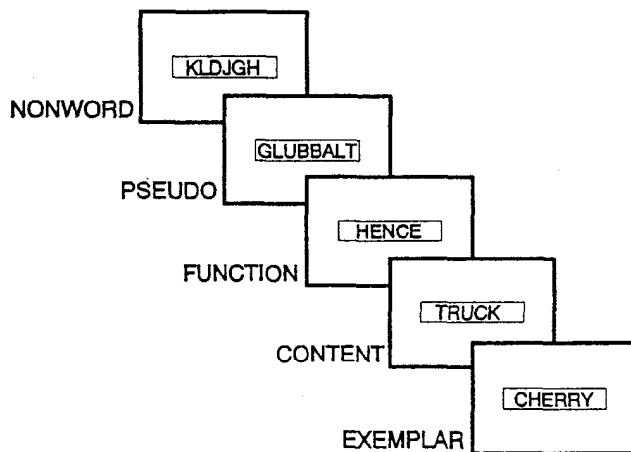 KLDJGH
NONWORD
GLUBBALT
PSEUDO
HENCE
FUNCTION
TRUCK
CONTENT
CHERRY
EXEMPLAR